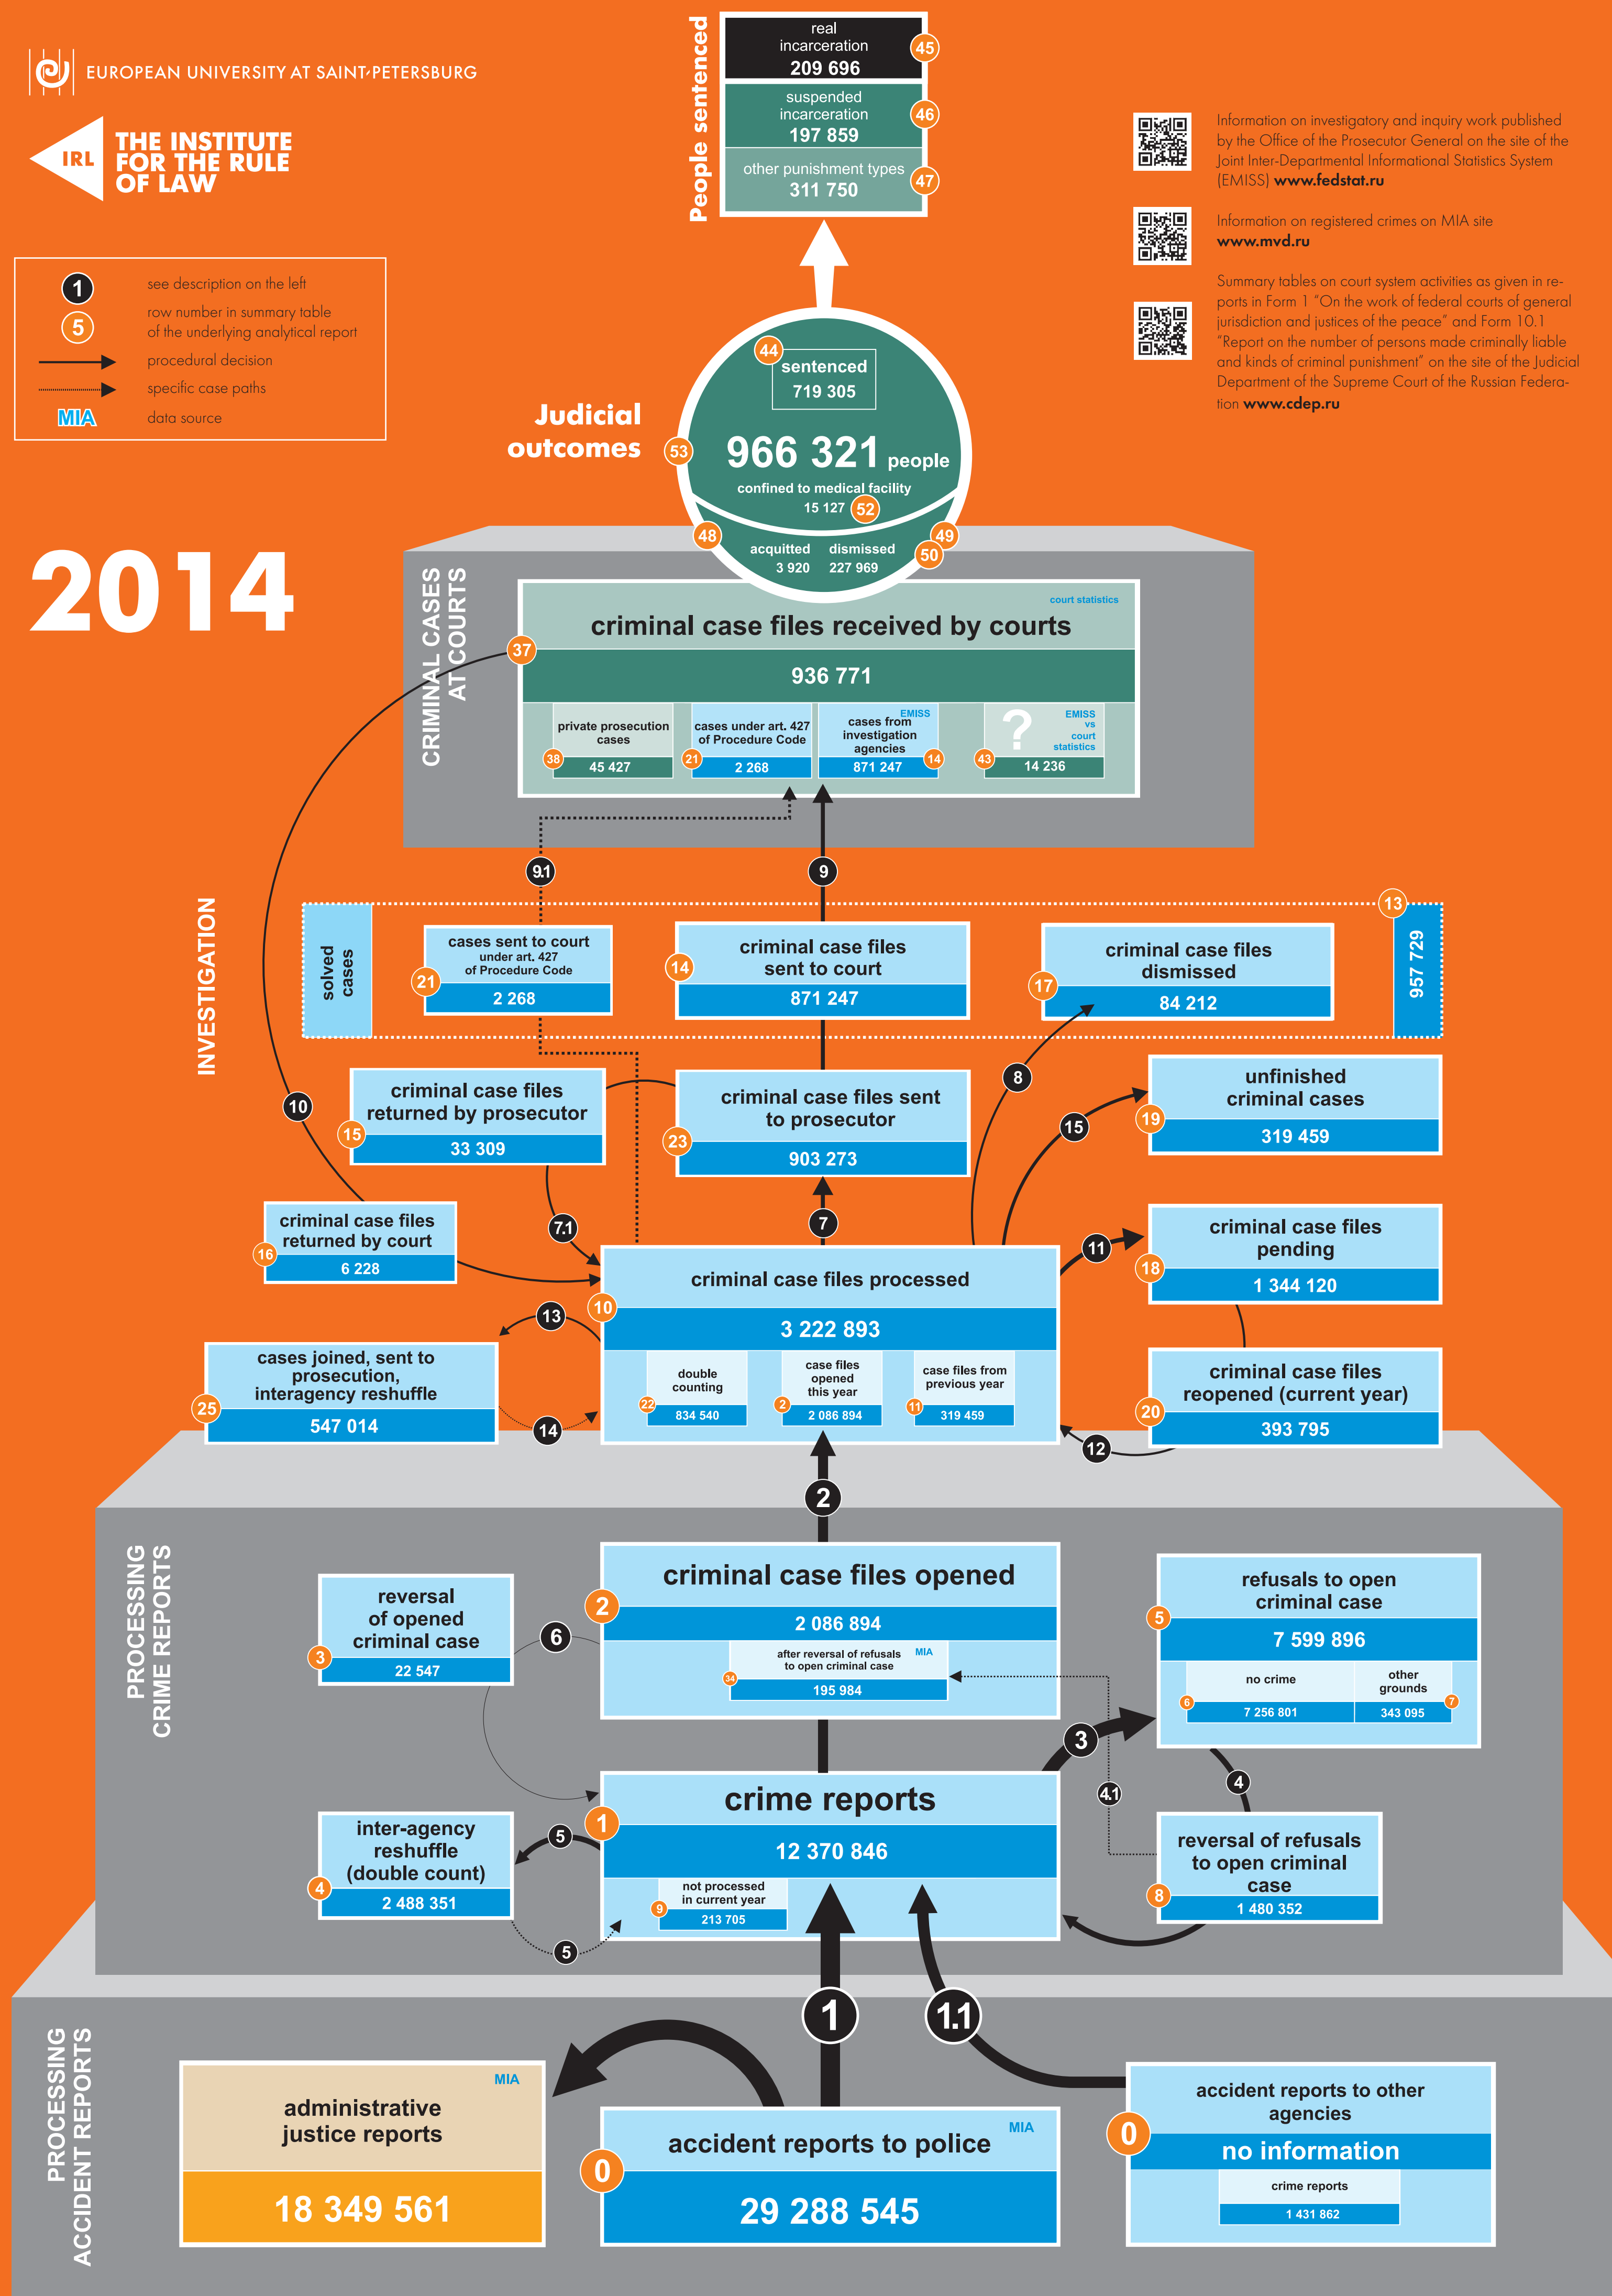 EUROPEAN UNIVERSITY AT SAINT-PETERSBURG
IRL
THE INSTITUTE
FOR THE RULE
OF LAW
1
see description on the left
5
row number in summary table
of the underlying analytical report
procedural decision
specific case paths
MIA
data source
2014
People sentenced
real
incarceration
209 696
45
suspended
incarceration
197 859
46
other punishment types
311 750
47
Information on investigatory and inquiry work published
by the Office of the Prosecutor General on the site of the
Joint Inter-Departmental Informational Statistics System
(EMISS) www.fedstat.ru
Information on registered crimes on MIA site
www.mvd.ru
Summary tables on court system activities as given in re-
ports in Form 1 "On the work of federal courts of general
jurisdiction and justices of the peace" and Form 10.1
"Report on the number of persons made criminally liable
and kinds of criminal punishment" on the site of the Judicial
Department of the Supreme Court of the Russian Federa-
tion www.cdep.ru
Judicial
outcomes
44
sentenced
719 305
53
966 321 people
confined to medical facility
15 127
52
48
49
50
acquitted
3 920
dismissed
227 969
CRIMINAL CASES
AT COURTS
court statistics
criminal case files received by courts
37
936 771
private prosecution
cases
38
45 427
cases under art. 427
of Procedure Code
21
2 268
EMISS
cases from
investigation
agencies
871 247
14
?
EMISS
vs
court
statistics
43
14 236
9.1
9
INVESTIGATION
solved
cases
cases sent to court
under art. 427
of Procedure Code
21
2 268
criminal case files
sent to court
14
871 247
criminal case files
dismissed
17
84 212
13
957 729
10
criminal case files
returned by prosecutor
15
33 309
criminal case files sent
to prosecutor
23
903 273
8
15
unfinished
criminal cases
19
319 459
criminal case files
returned by court
16
6 228
7.1
7
11
criminal case files
pending
18
1 344 120
criminal case files processed
10
3 222 893
double
counting
22
834 540
case files
opened
this year
2
2 086 894
case files from
previous year
11
319 459
13
cases joined, sent to
prosecution,
interagency reshuffle
25
547 014
14
criminal case files
reopened (current year)
20
393 795
12
2
PROCESSING
CRIME REPORTS
reversal
of opened
criminal case
3
22 547
6
criminal case files opened
2
2 086 894
after reversal of refusals
to open criminal case
MIA
34
195 984
refusals to open
criminal case
5
7 599 896
no crime
6
7 256 801
other
grounds
7
343 095
3
4
4.1
crime reports
1
12 370 846
not processed
in current year
9
213 705
inter-agency
reshuffle
(double count)
4
2 488 351
5
5
reversal of refusals
to open criminal
case
8
1 480 352
1
1.1
PROCESSING
ACCIDENT REPORTS
MIA
administrative
justice reports
18 349 561
MIA
accident reports to police
0
29 288 545
accident reports to other
agencies
0
no information
crime reports
1 431 862